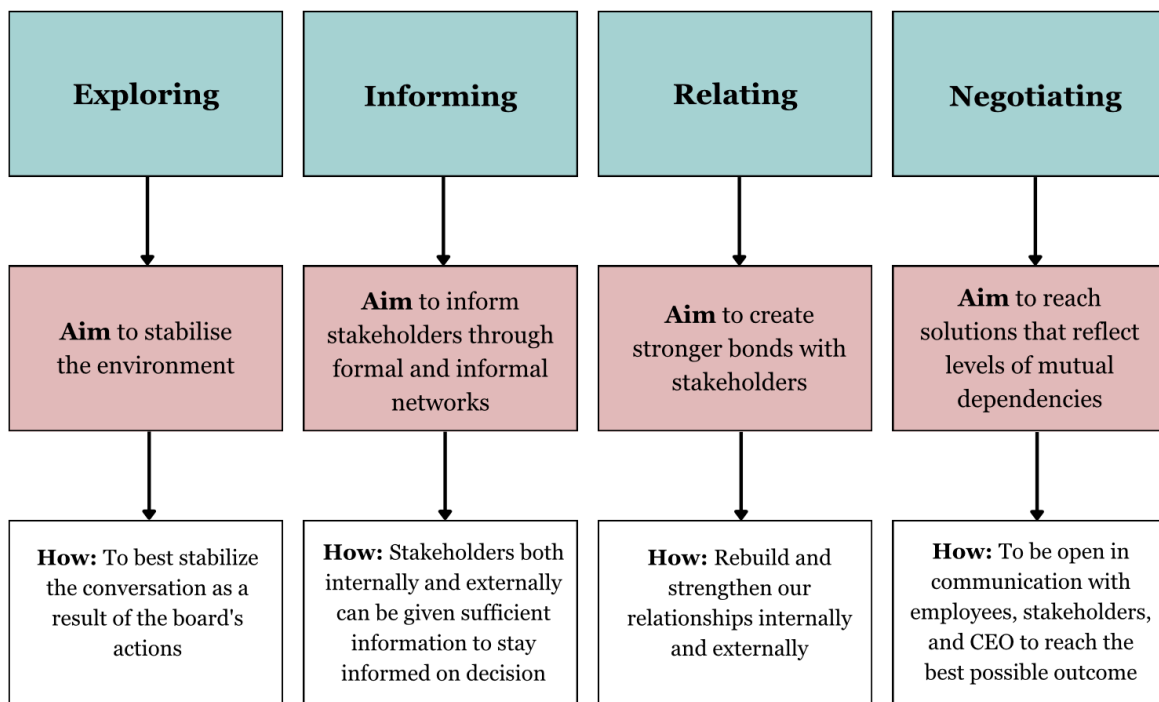 Exploring
Informing
Relating
Negotiating
Aim to stabilise
the environment
Aim to inform
stakeholders through
formal and informal
networks
Aim to create
stronger bonds with
stakeholders
Aim to reach
solutions that reflect
levels of mutual
dependencies
How: To best stabilize
the conversation as a
result of the board's
actions
How: Stakeholders both
internally and externally
can be given sufficient
information to stay
informed on decision
How: Rebuild and
strengthen our
relationships internally
and externally
How: To be open in
communication with
employees, stakeholders,
and CEO to reach the
best possible outcome